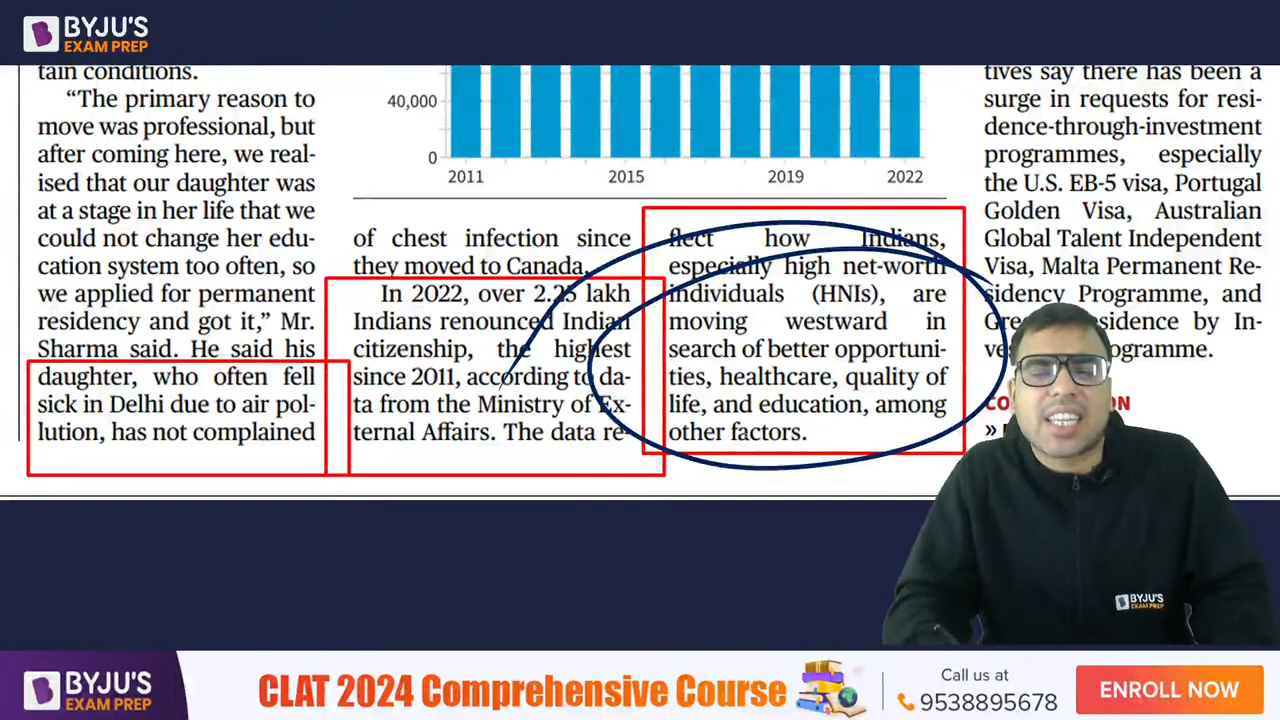 BYJU'S
EXAM PREP
tain conditions.
“The primary reason to
move was professional, but
after coming here, we real-
ised that our daughter was
at a stage in her life that we
could not change her edu-
cation system too often, so
we applied for permanent
residency and got it,” Mr.
Sharma said. He said his
daughter, who often fell
sick in Delhi due to air pol-
lution, has not complained
40,000
0
2011 2015 2019 2022
of chest infection since
they moved to Canada.
In 2022, over 2.25 lakh
Indians renounced Indian
citizenship, the highest
since 2011, according to da-
ta from the Ministry of Ex-
ternal Affairs. The data re-
flect how Indians,
especially high net-worth
individuals (HNIs), are
moving westward in
search of better opportuni-
ties, healthcare, quality of
life, and education, among
other factors.
tives say there has been a
surge in requests for resi-
dence-through-investment
programmes, especially
the U.S. EB-5 visa, Portugal
Golden Visa, Australian
Global Talent Independent
Visa, Malta Permanent Re-
sidency Programme, and
by In-
BYJU'S
EXAM PREP
BYJU'S
EXAM PREP
CLAT 2024 Comprehensive Course
Call us at
9538895678
ENROLL NOW